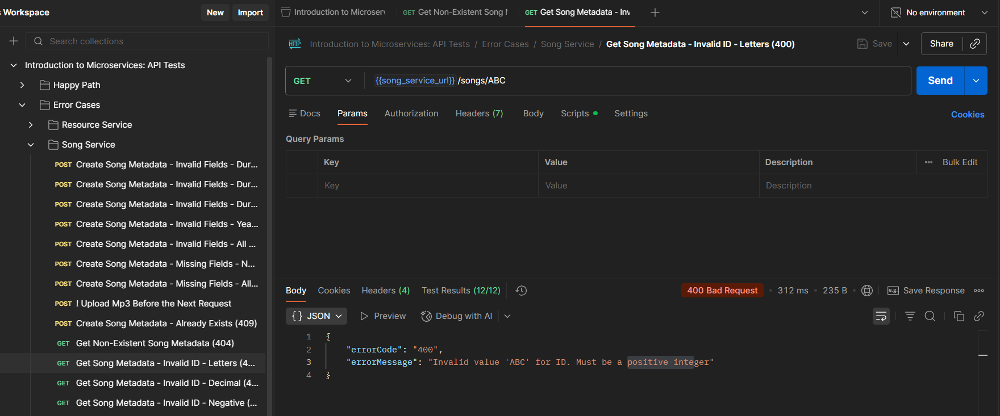 s Workspace
New
Import
Introduction to Microserv
GET Get Non-Existent Song M
GET Get Song Metadata - Inv
No environment
Search collections
Introduction to Microservices: API Tests / Error Cases / Song Service / Get Song Metadata - Invalid ID - Letters (400)
Save
Share
Introduction to Microservices: API Tests
Happy Path
Error Cases
Resource Service
Song Service
POST Create Song Metadata - Invalid Fields - Dur...
POST Create Song Metadata - Invalid Fields - Dur...
POST Create Song Metadata - Invalid Fields - Dur...
POST Create Song Metadata - Invalid Fields - Yea...
POST Create Song Metadata - Invalid Fields - All ...
POST Create Song Metadata - Missing Fields - N...
POST Create Song Metadata - Missing Fields - All...
POST ! Upload Mp3 Before the Next Request
POST Create Song Metadata - Already Exists (409)
GET Get Non-Existent Song Metadata (404)
GET Get Song Metadata - Invalid ID - Letters (4...
GET Get Song Metadata - Invalid ID - Decimal (4...
GET Get Song Metadata - Invalid ID - Negative (...
HTTP
GET
{{song_service_url}} /songs/ABC
Send
Docs
Params
Authorization
Headers (7)
Body
Scripts
Settings
Cookies
Query Params
Key
Value
Description
Bulk Edit
Key
Value
Description
Body
Cookies
Headers (4)
Test Results (12/12)
400 Bad Request • 312 ms • 235 B
e.g. Save Response
{} JSON
Preview
Debug with AI
1 {
2 "errorCode": "400",
3 "errorMessage": "Invalid value 'ABC' for ID. Must be a positive integer"
4 }